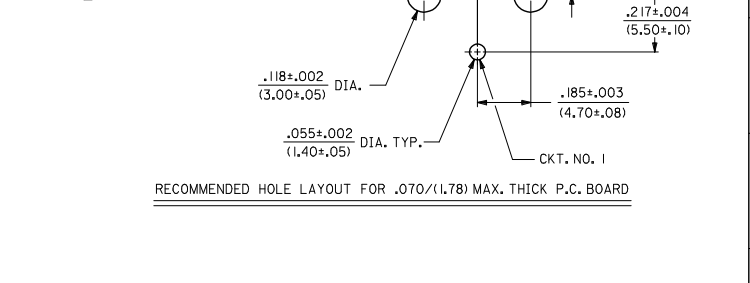 .217±.004
(5.50±.10)
.118±.002
(3.00±.05)
DIA.
.185±.003
(4.70±.08)
.055±.002
(1.40±.05)
DIA. TYP.
CKT. NO. 1
RECOMMENDED HOLE LAYOUT FOR .070/(1.78) MAX. THICK P.C. BOARD